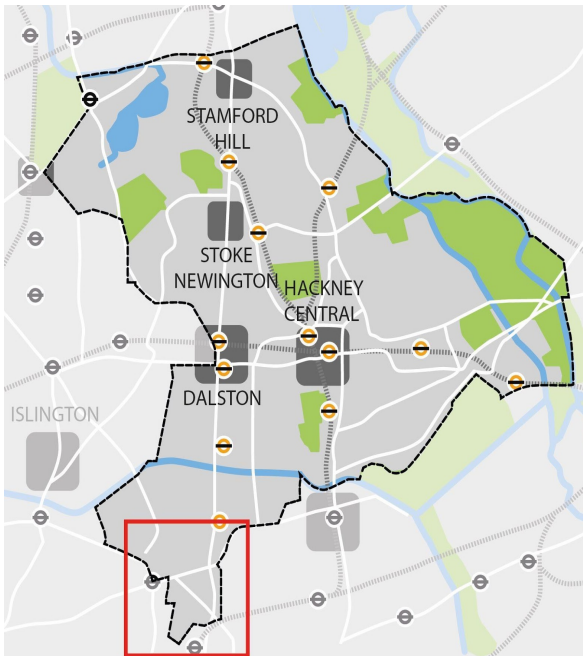 STAMFORD
HILL
STOKE
NEWINGTON
HACKNEY
CENTRAL
DALSTON
ISLINGTON